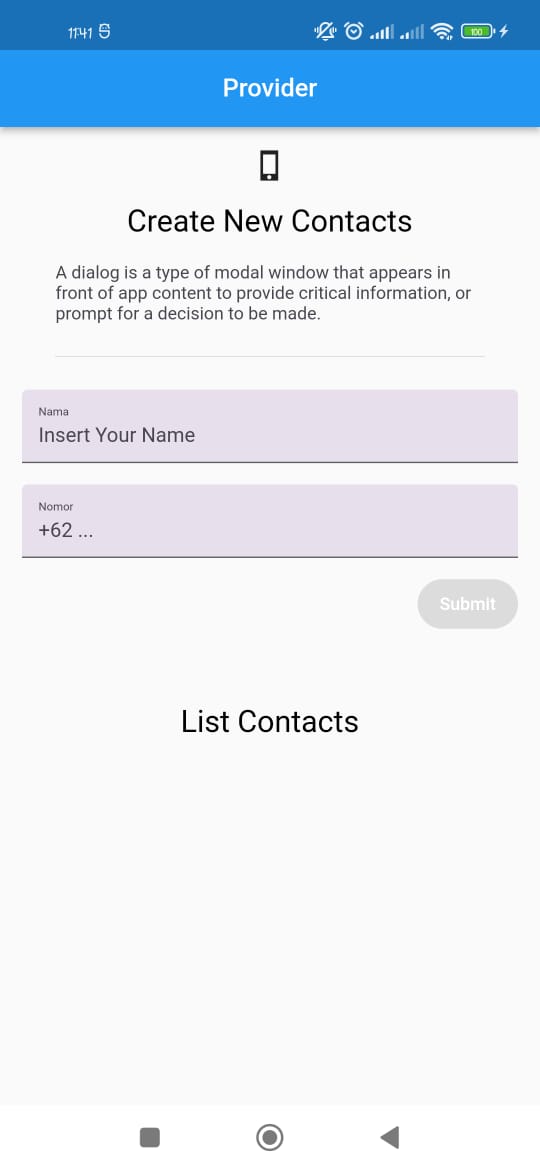 11:41
100
Provider
Create New Contacts
A dialog is a type of modal window that appears in
front of app content to provide critical information, or
prompt for a decision to be made.
Nama
Insert Your Name
Nomor
+62 ...
Submit
List Contacts